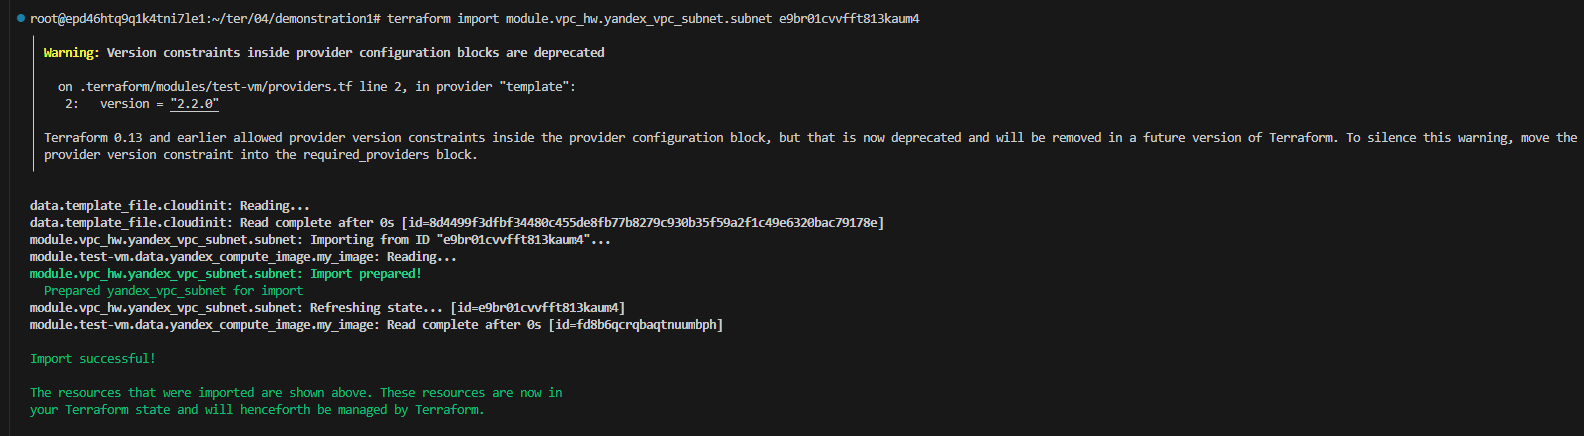 root@epd46htq9q1k4tni7le1:~/ter/04/demonstration1# terraform import module.vpc_hw.yandex_vpc_subnet.subnet e9br01cvvfft813kaum4
Warning: Version constraints inside provider configuration blocks are deprecated
on .terraform/modules/test-vm/providers.tf line 2, in provider "template":
2: version = "2.2.0"
Terraform 0.13 and earlier allowed provider version constraints inside the provider configuration block, but that is now deprecated and will be removed in a future version of Terraform. To silence this warning, move the
provider version constraint into the required_providers block.
data.template_file.cloudinit: Reading...
data.template_file.cloudinit: Read complete after 0s [id=8d4499f3dfbf34480c455de8fb77b8279c930b35f59a2f1c49e6320bac79178e]
module.vpc_hw.yandex_vpc_subnet.subnet: Importing from ID "e9br01cvvfft813kaum4"...
module.test-vm.data.yandex_compute_image.my_image: Reading...
module.vpc_hw.yandex_vpc_subnet.subnet: Import prepared!
Prepared yandex_vpc_subnet for import
module.vpc_hw.yandex_vpc_subnet.subnet: Refreshing state... [id=e9br01cvvfft813kaum4]
module.test-vm.data.yandex_compute_image.my_image: Read complete after 0s [id=fd8b6qcrqbaqtnuumbph]
Import successful!
The resources that were imported are shown above. These resources are now in
your Terraform state and will henceforth be managed by Terraform.